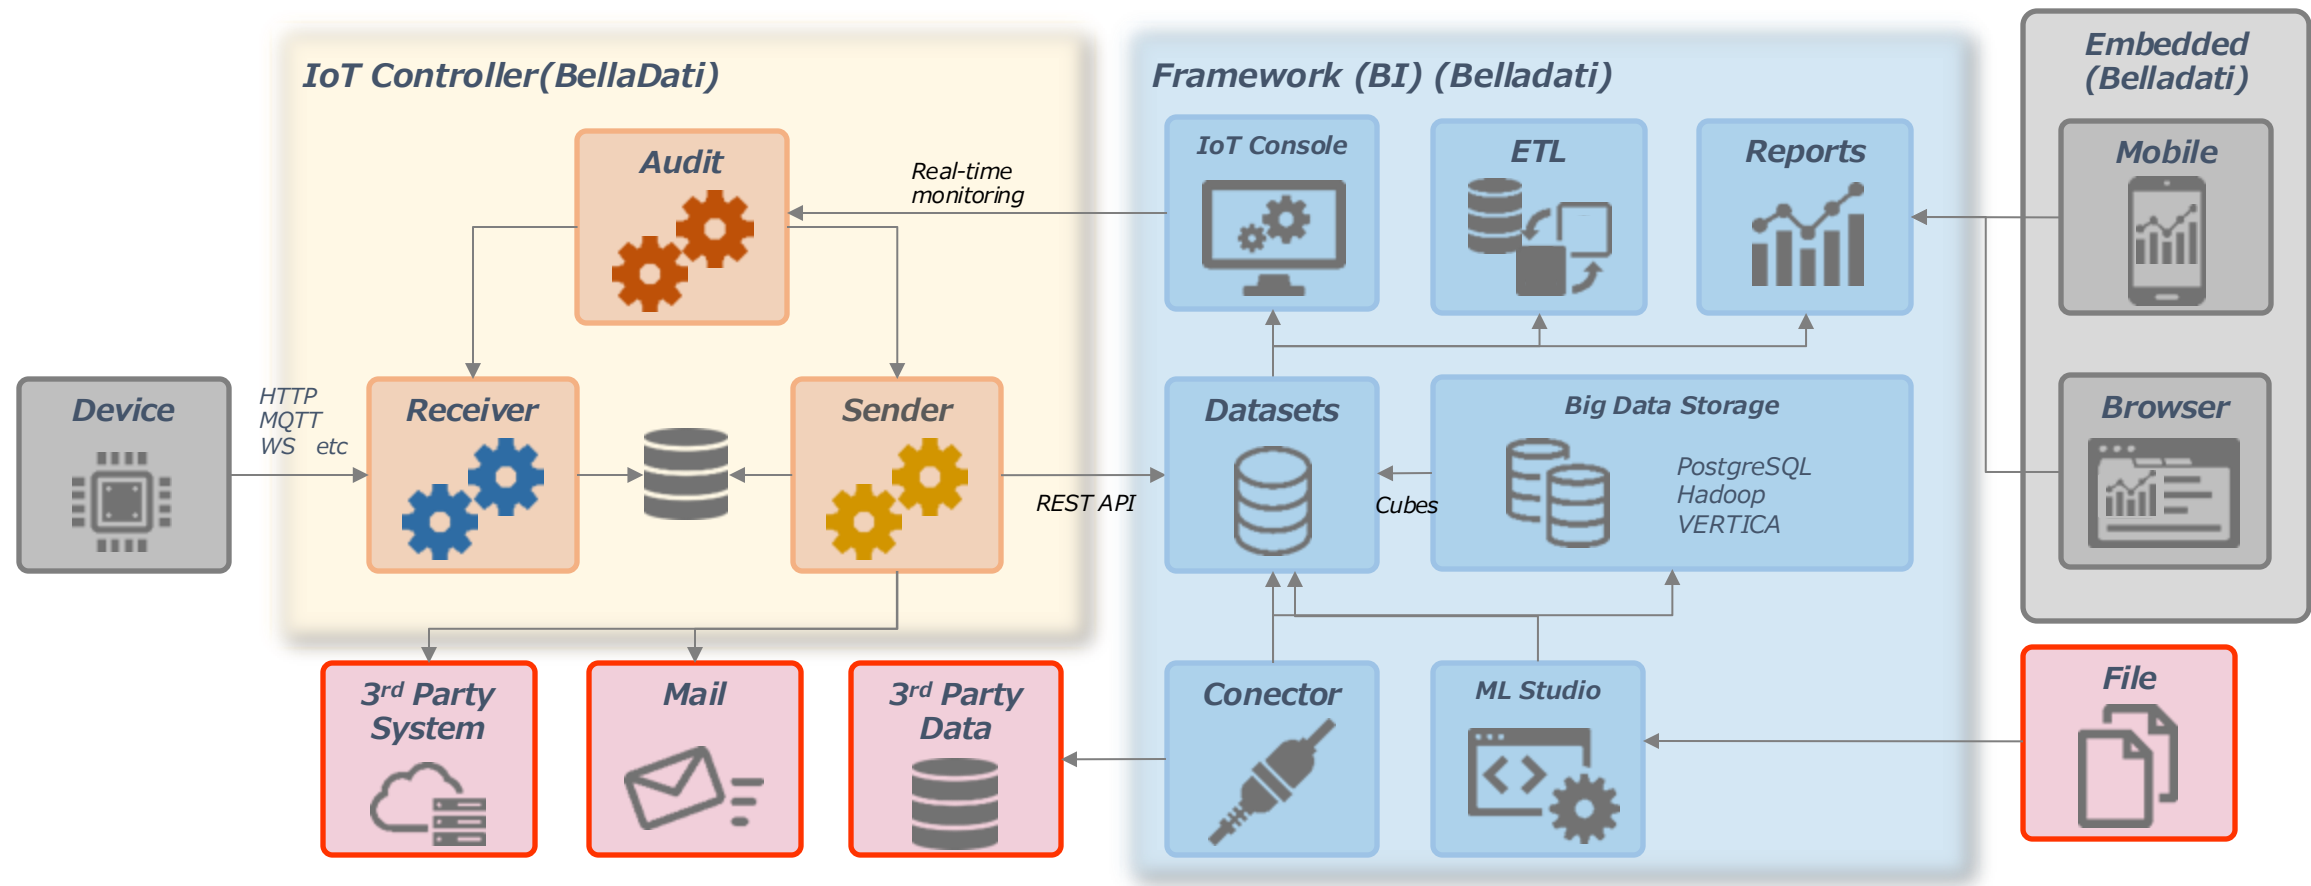 IoT Controller(BellaDati)
Audit
Real-time
monitoring
Device
HTTP
MQTT
WS etc
Receiver
Sender
REST API
3rd Party
System
Mail
3rd Party
Data
Framework (BI) (Belladati)
IoT Console
ETL
Reports
Datasets
Cubes
Big Data Storage
PostgreSQL
Hadoop
VERTICA
Conector
ML Studio
Embedded
(Belladati)
Mobile
Browser
File